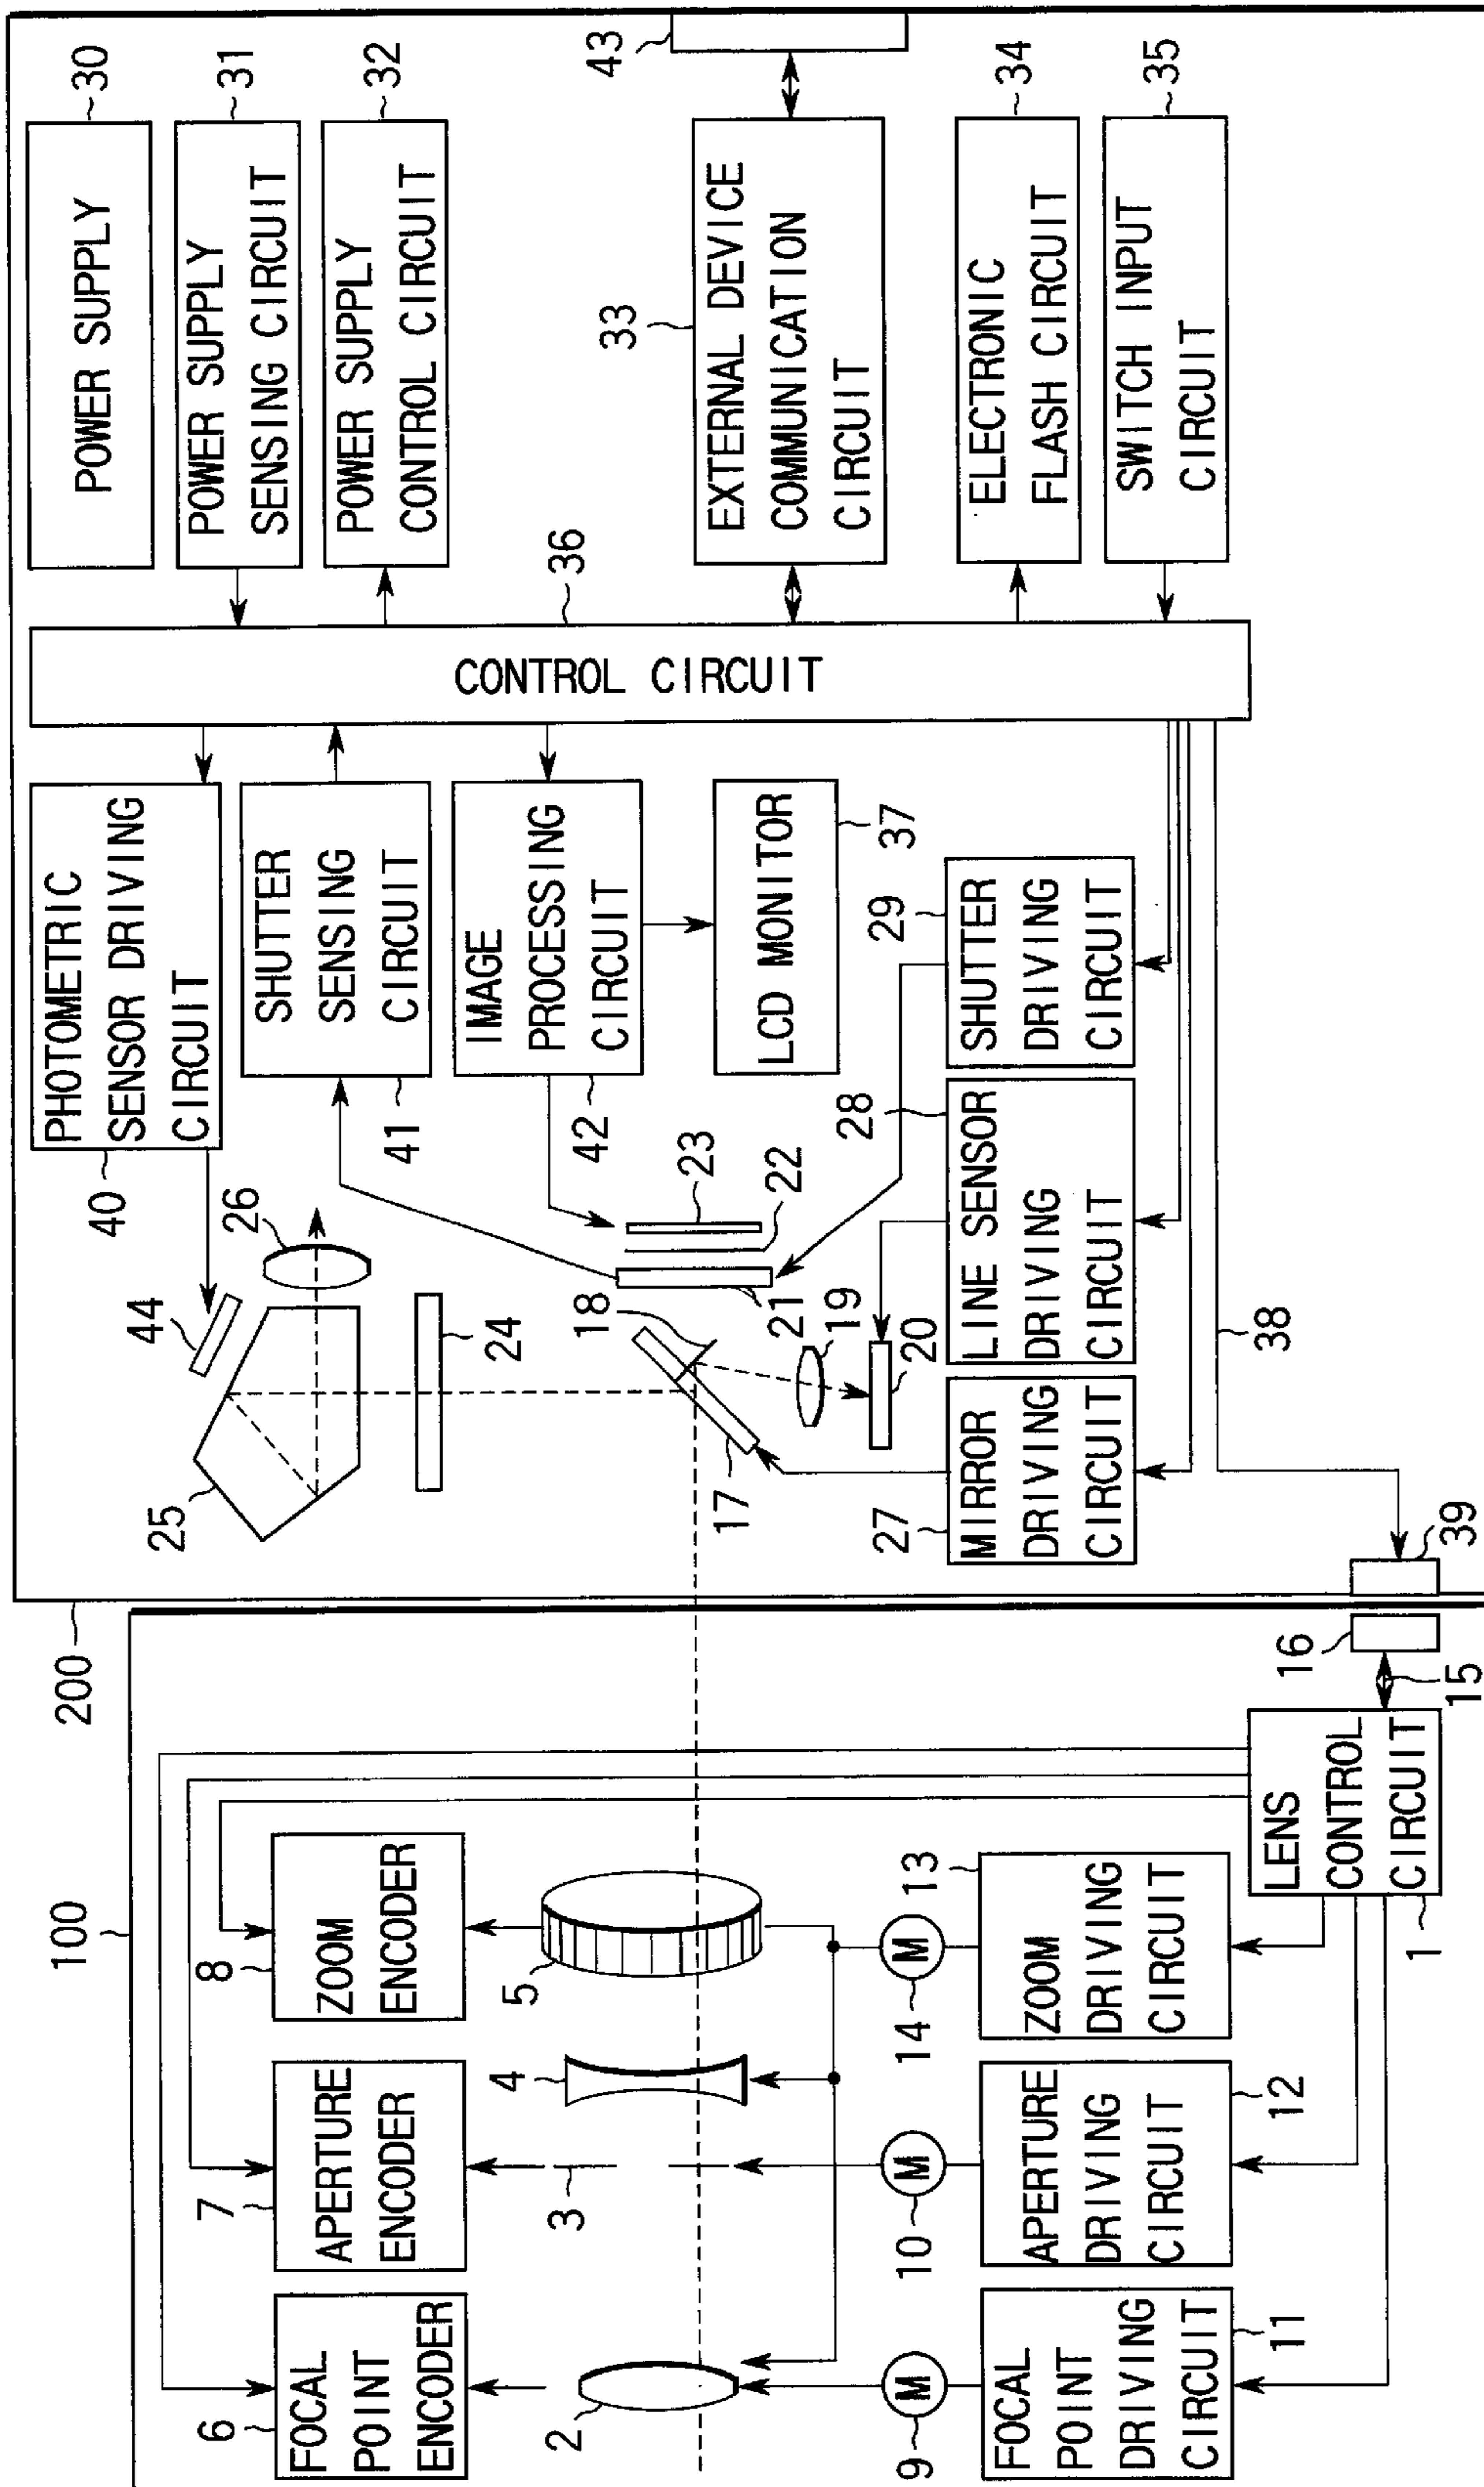 100
200
6
FOCAL
POINT
ENCODER
7
APERTURE
ENCODER
8
ZOOM
ENCODER
2
3
4
5
9
M
10
M
14
M
FOCAL
POINT
DRIVING
CIRCUIT
11
APERTURE
DRIVING
CIRCUIT
12
ZOOM
DRIVING
CIRCUIT
13
LENS
CONTROL
CIRCUIT
1
15
16
39
38
25
44
26
24
40
PHOTOMETRIC
SENSOR DRIVING
CIRCUIT
SHUTTER
SENSING
CIRCUIT
41
IMAGE
PROCESSING
CIRCUIT
42
LCD MONITOR
37
17
18
19
20
21
22
23
27
MIRROR
DRIVING
CIRCUIT
28
LINE SENSOR
DRIVING
CIRCUIT
29
SHUTTER
DRIVING
CIRCUIT
CONTROL CIRCUIT
36
POWER SUPPLY
30
POWER SUPPLY
SENSING CIRCUIT
31
POWER SUPPLY
CONTROL CIRCUIT
32
33
EXTERNAL DEVICE
COMMUNICATION
CIRCUIT
43
ELECTRONIC
FLASH CIRCUIT
34
SWITCH INPUT
CIRCUIT
35